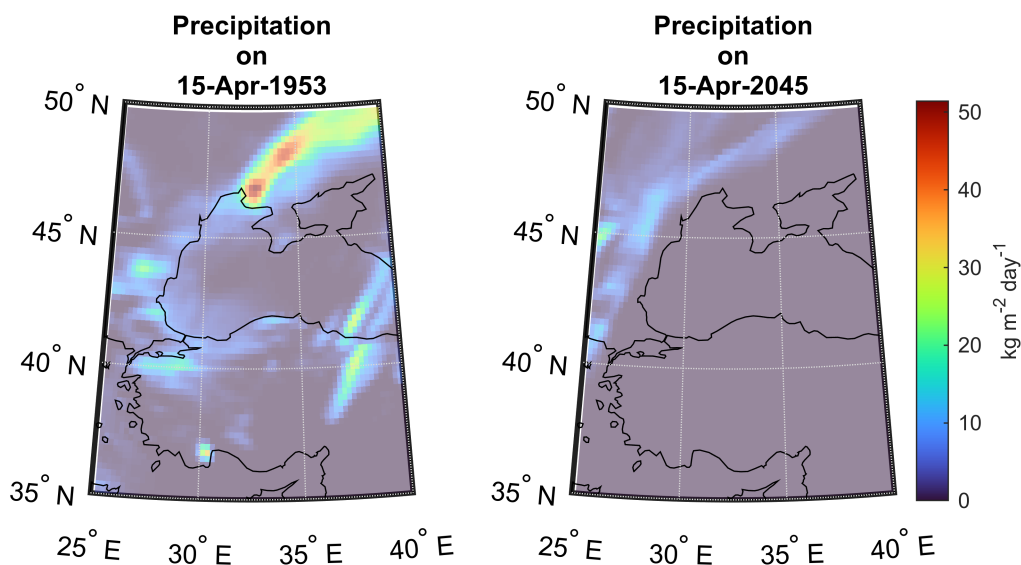 Precipitation
on
15-Apr-1953
50° N
45° N
40° N
35° N
25° E
30° E
35° E
40° E
Precipitation
on
15-Apr-2045
50° N
45° N
40° N
35° N
25° E
30° E
35° E
40° E
50
40
30
20
10
0
kg m⁻² day⁻¹